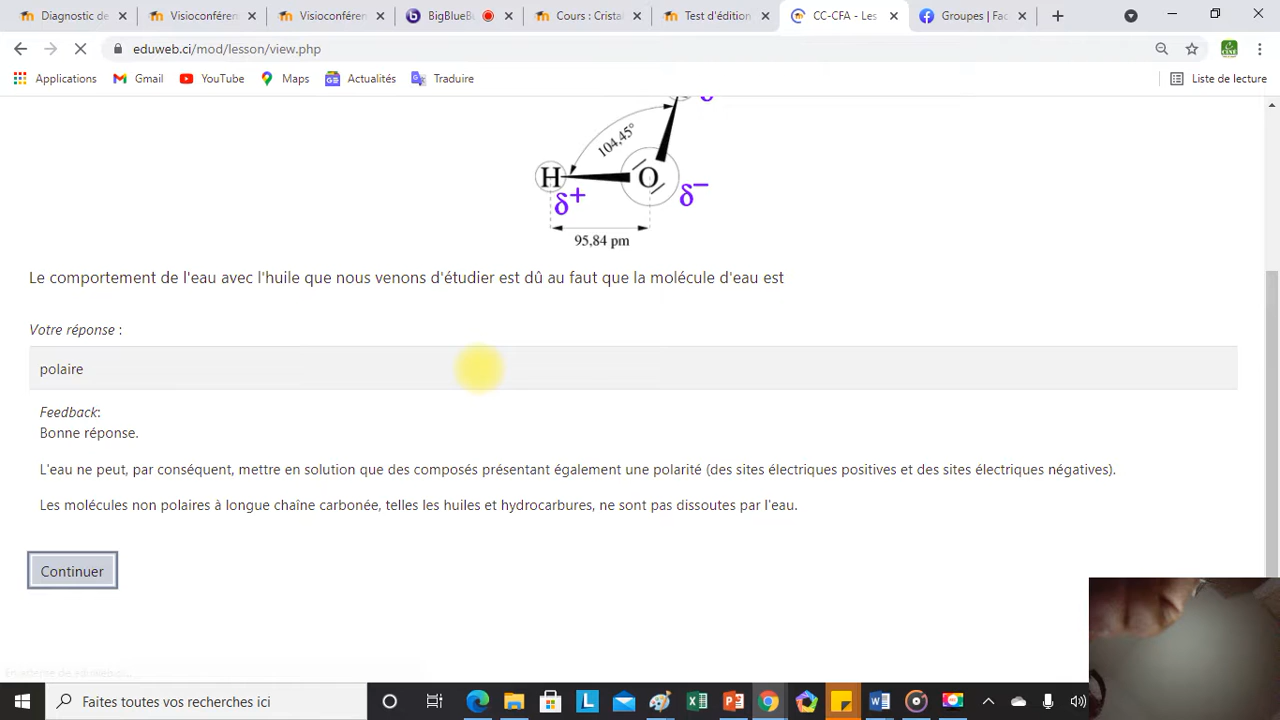 Diagnostic de
Visioconféren
Visioconféren
BigBlueBu
Cours : Cristal
Test d'édition
CC-CFA - Les
Groupes | Fac
eduweb.ci/mod/lesson/view.php
Applications
Gmail
YouTube
Maps
Actualités
Traduire
Liste de lecture
104,45°
H
O
δ+
δ−
95,84 pm
Le comportement de l'eau avec l'huile que nous venons d'étudier est dû au faut que la molécule d'eau est
Votre réponse :
polaire
Feedback:
Bonne réponse.
L'eau ne peut, par conséquent, mettre en solution que des composés présentant également une polarité (des sites électriques positives et des sites électriques négatives).
Les molécules non polaires à longue chaîne carbonée, telles les huiles et hydrocarbures, ne sont pas dissoutes par l'eau.
Continuer
Faites toutes vos recherche ici